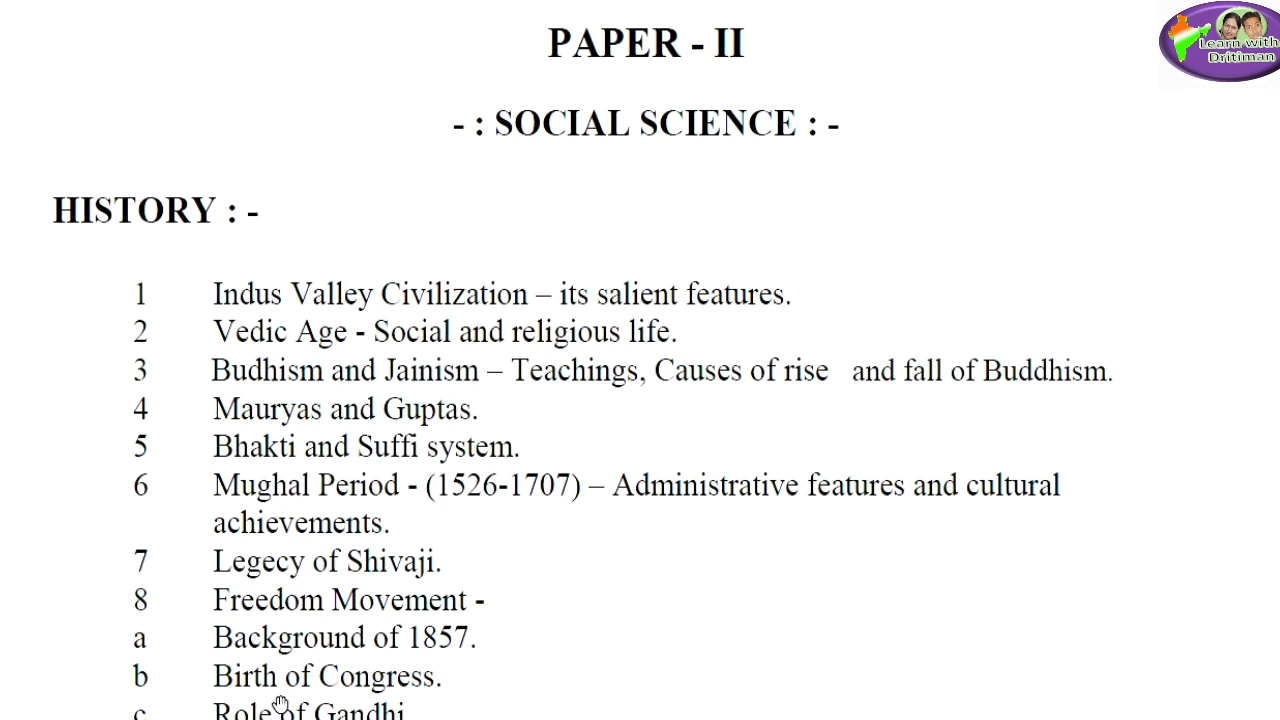 PAPER - II
Learn with
Dritiman
- : SOCIAL SCIENCE : -
HISTORY : -
1 Indus Valley Civilization – its salient features.
2 Vedic Age - Social and religious life.
3 Budhism and Jainism – Teachings, Causes of rise and fall of Buddhism.
4 Mauryas and Guptas.
5 Bhakti and Suffi system.
6 Mughal Period - (1526-1707) – Administrative features and cultural
achievements.
7 Legecy of Shivaji.
8 Freedom Movement -
a Background of 1857.
b Birth of Congress.
c Role of Gandhi